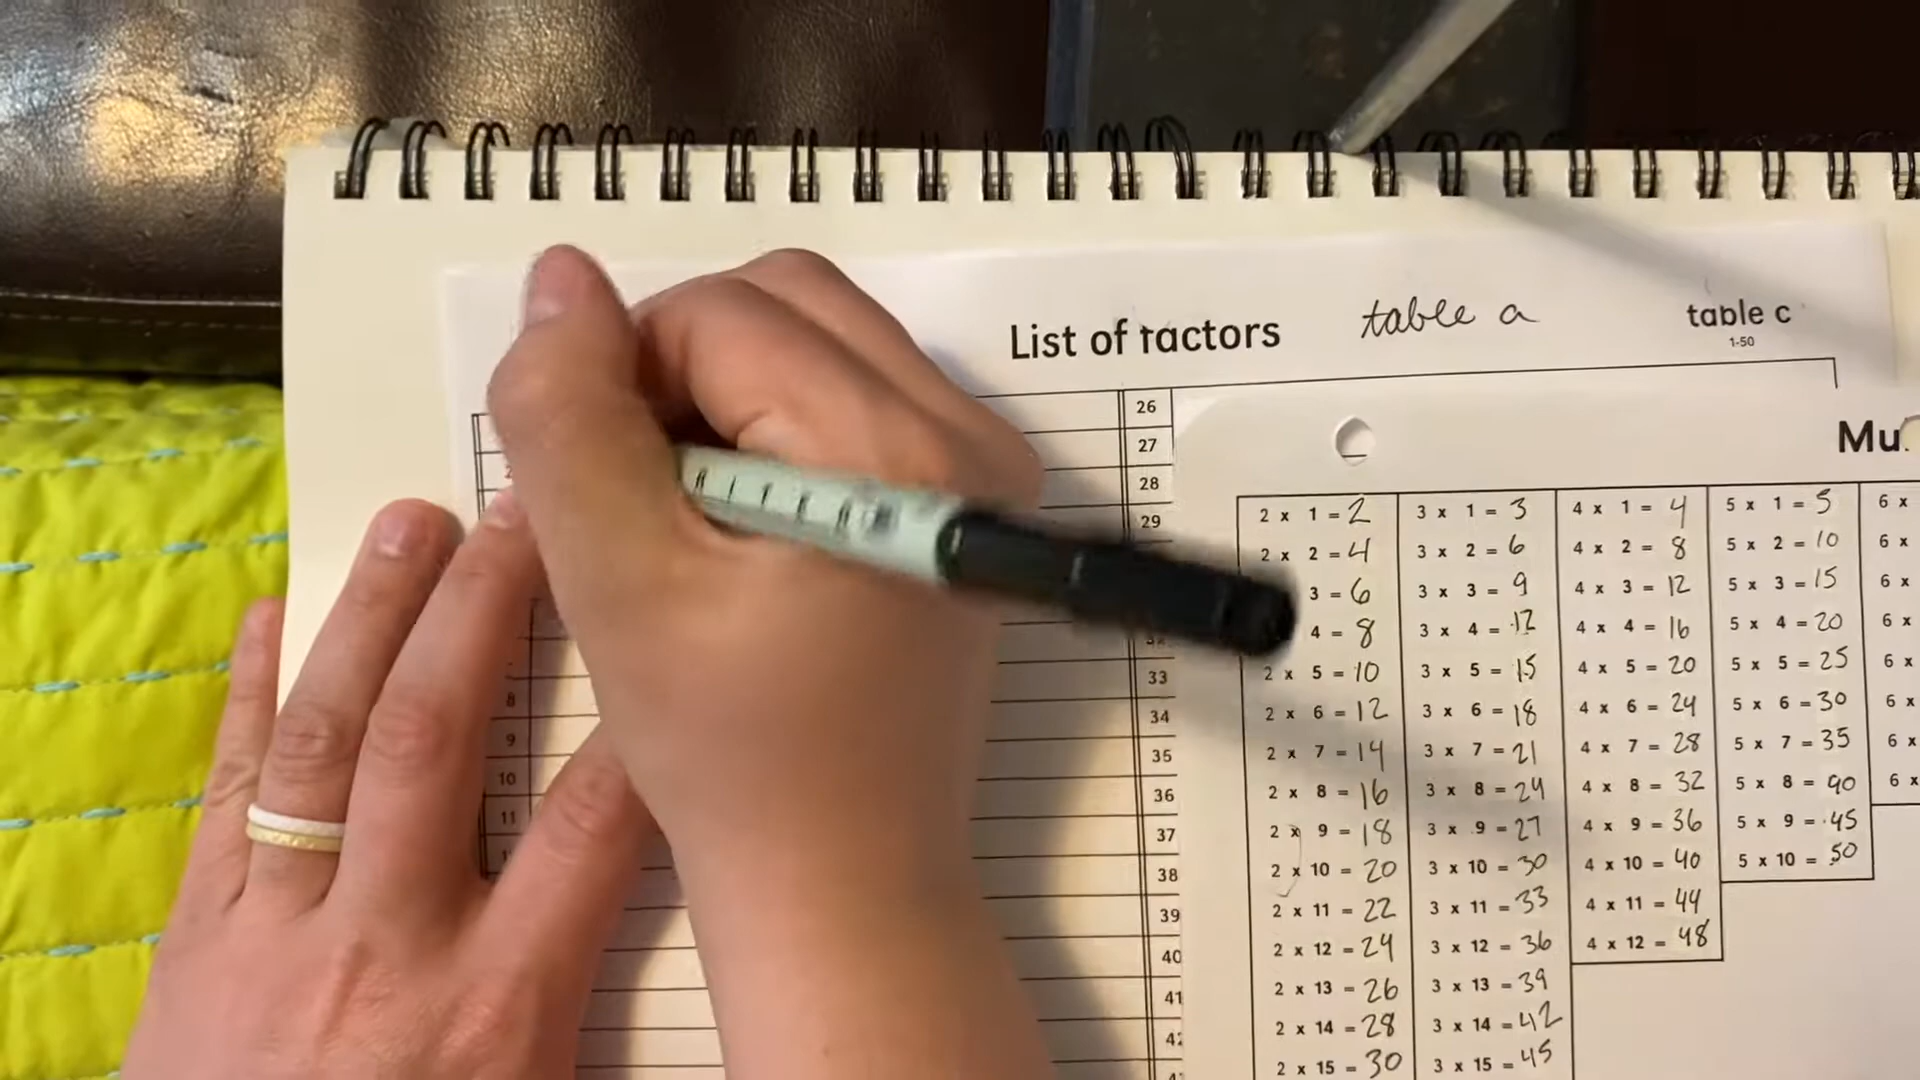 List of factors
table a
table c
1-50
26
27
28
29
33
34
35
36
37
38
39
40
41
8
9
10
11
2 x 1 = 2
2 x 2 = 4
3 = 6
4 = 8
2 x 5 = 10
2 x 6 = 12
2 x 7 = 14
2 x 8 = 16
2 x 9 = 18
2 x 10 = 20
2 x 11 = 22
2 x 12 = 24
2 x 13 = 26
2 x 14 = 28
2 x 15 = 30
3 x 1 = 3
3 x 2 = 6
3 x 3 = 9
3 x 4 = 12
3 x 5 = 15
3 x 6 = 18
3 x 7 = 21
3 x 8 = 24
3 x 9 = 27
3 x 10 = 30
3 x 11 = 33
3 x 12 = 36
3 x 13 = 39
3 x 14 = 42
3 x 15 = 45
4 x 1 = 4
4 x 2 = 8
4 x 3 = 12
4 x 4 = 16
4 x 5 = 20
4 x 6 = 24
4 x 7 = 28
4 x 8 = 32
4 x 9 = 36
4 x 10 = 40
4 x 11 = 44
4 x 12 = 48
5 x 1 = 5
5 x 2 = 10
5 x 3 = 15
5 x 4 = 20
5 x 5 = 25
5 x 6 = 30
5 x 7 = 35
5 x 8 = 40
5 x 9 = 45
5 x 10 = 50
6 x
6 x
6 x
6 x
6 x
6 x
6 x
6 x